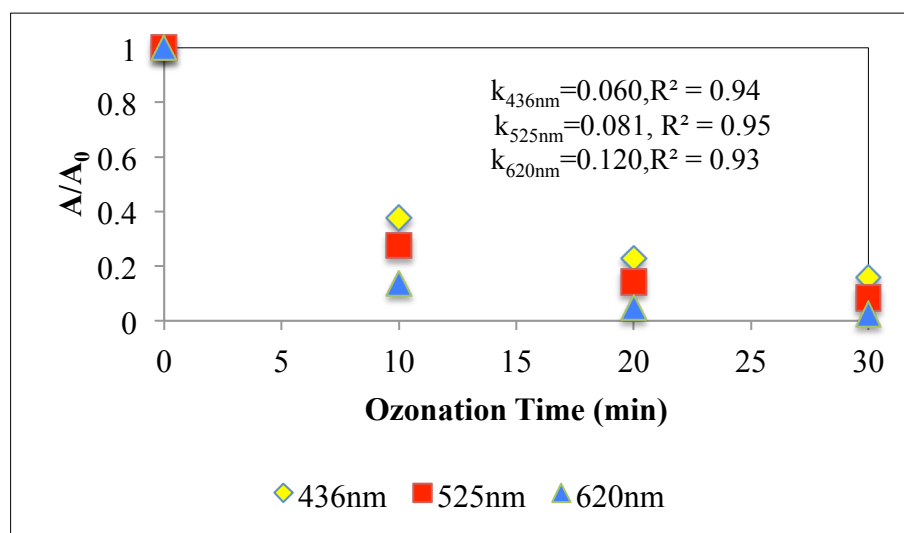 k436nm=0.060,R² = 0.94
k525nm=0.081, R² = 0.95
k620nm=0.120,R² = 0.93
A/A0
1
0.8
0.6
0.4
0.2
0
0 5 10 15 20 25 30
Ozonation Time (min)
436nm 525nm 620nm